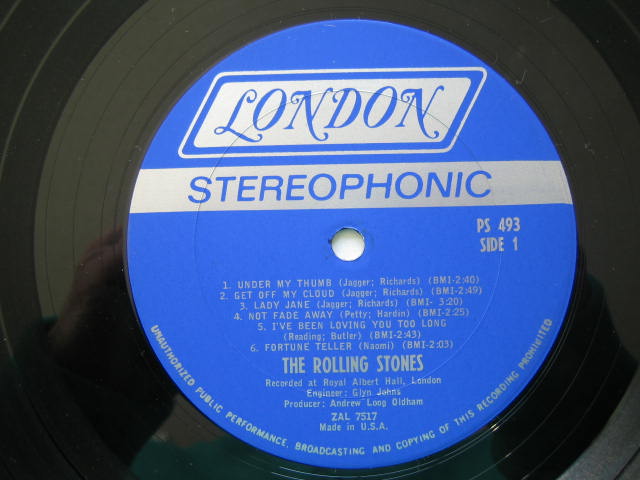 LONDON
STEREOPHONIC
PS 493
SIDE 1
1. UNDER MY THUMB (Jagger; Richards) (BMI-2:40)
2. GET OFF MY CLOUD (Jagger; Richards) (BMI-2:49)
3. LADY JANE (Jagger; Richards) (BMI- 3:20)
4. NOT FADE AWAY (Petty; Hardin) (BMI-2:25)
5. I'VE BEEN LOVING YOU TOO LONG
(Reading; Butler) (BMI-2:43)
6. FORTUNE TELLER (Naomi) (BMI-2:03)
THE ROLLING STONES
Recorded at Royal Albert Hall, London
Engineer: Glyn Johns
Producer: Andrew Loog Oldham
ZAL 7517
Made in U.S.A.
UNAUTHORIZED PUBLIC PERFORMANCE, BROADCASTING AND COPYING OF THIS RECORDING PROHIBITED